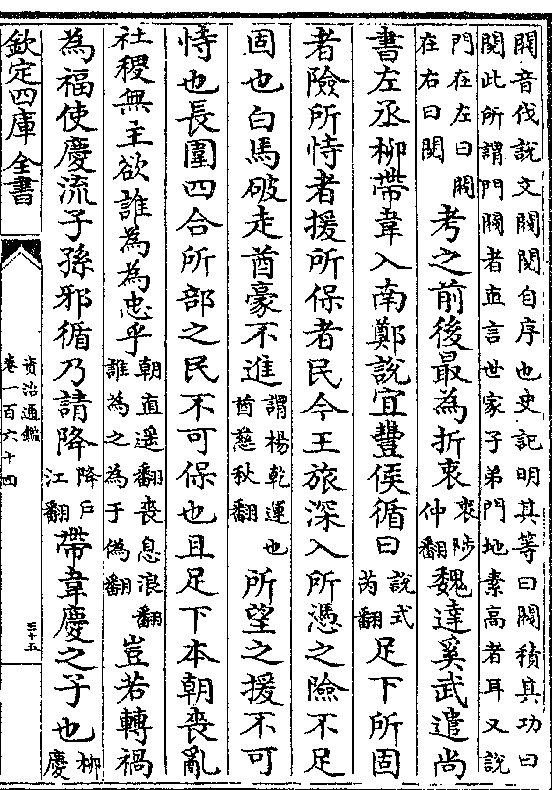 閥音伐說文閥閱自序也史記明其等曰閥積其功曰
閱此所謂門閥者直言世家子弟門地素高者耳又說
門在左曰閥在右曰閱考之前後最為折衷衷陟仲翻魏達奚武遣尚
書左丞柳帶韋入南鄭說宜豐侯循曰說式芮翻足下所固
者險所恃者援所保者民今王旅深入所憑之險不足
固也白馬破走酋豪不進謂楊乾運也酋慈秋翻所望之援不可
恃也長圍四合所部之民不可保也且足下本朝喪亂
社稷無主欲誰為為忠乎朝直遥翻喪息浪翻誰為之為于偽翻豈若轉禍
為福使慶流子孫邪循乃請降降户江翻帶韋慶之子也柳慶
欽定四庫全書
資治通鑑
卷一百六十四
三十五